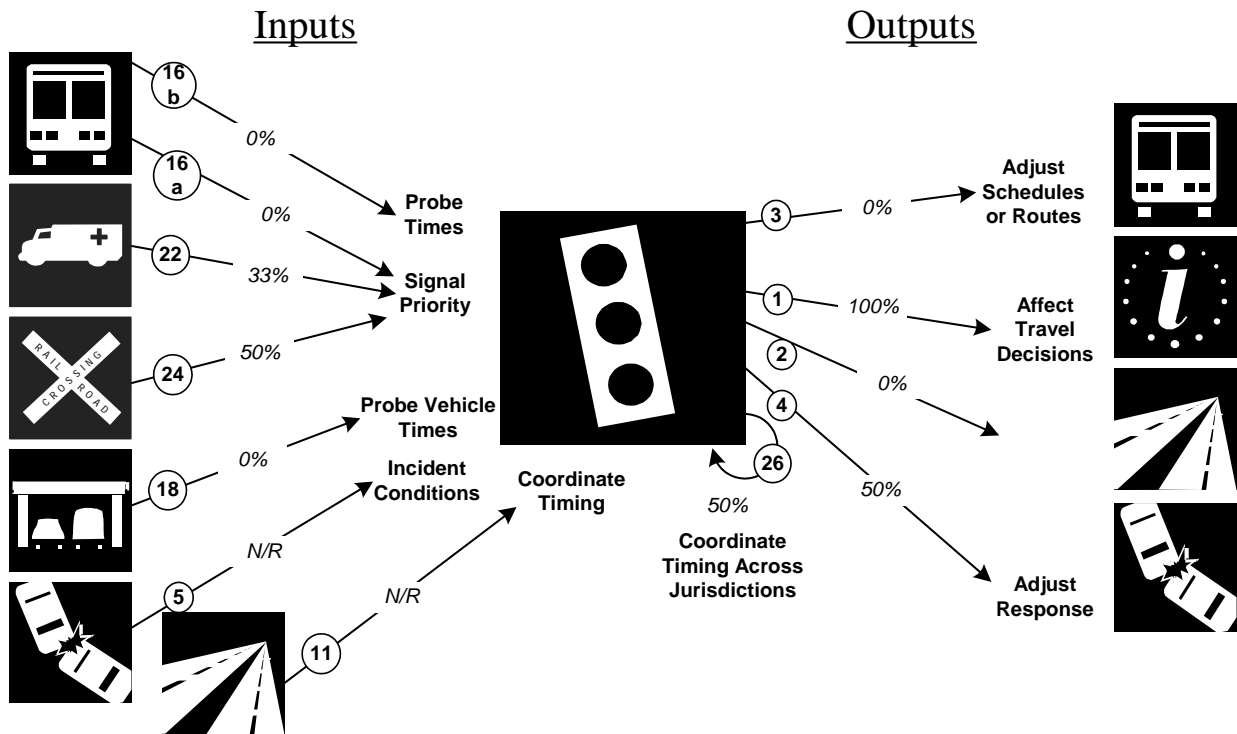 Inputs
Outputs
16
b
0%
16
a
0%
Probe
Times
22
33%
Signal
Priority
24
50%
RAIL ROAD
CROSSING
Probe Vehicle
Times
18
0%
Incident
Conditions
5
N/R
11
N/R
Coordinate
Timing
3
0%
Adjust
Schedules
or Routes
1
100%
Affect
Travel
Decisions
i
2
0%
4
50%
26
50%
Coordinate
Timing Across
Jurisdictions
Adjust
Response